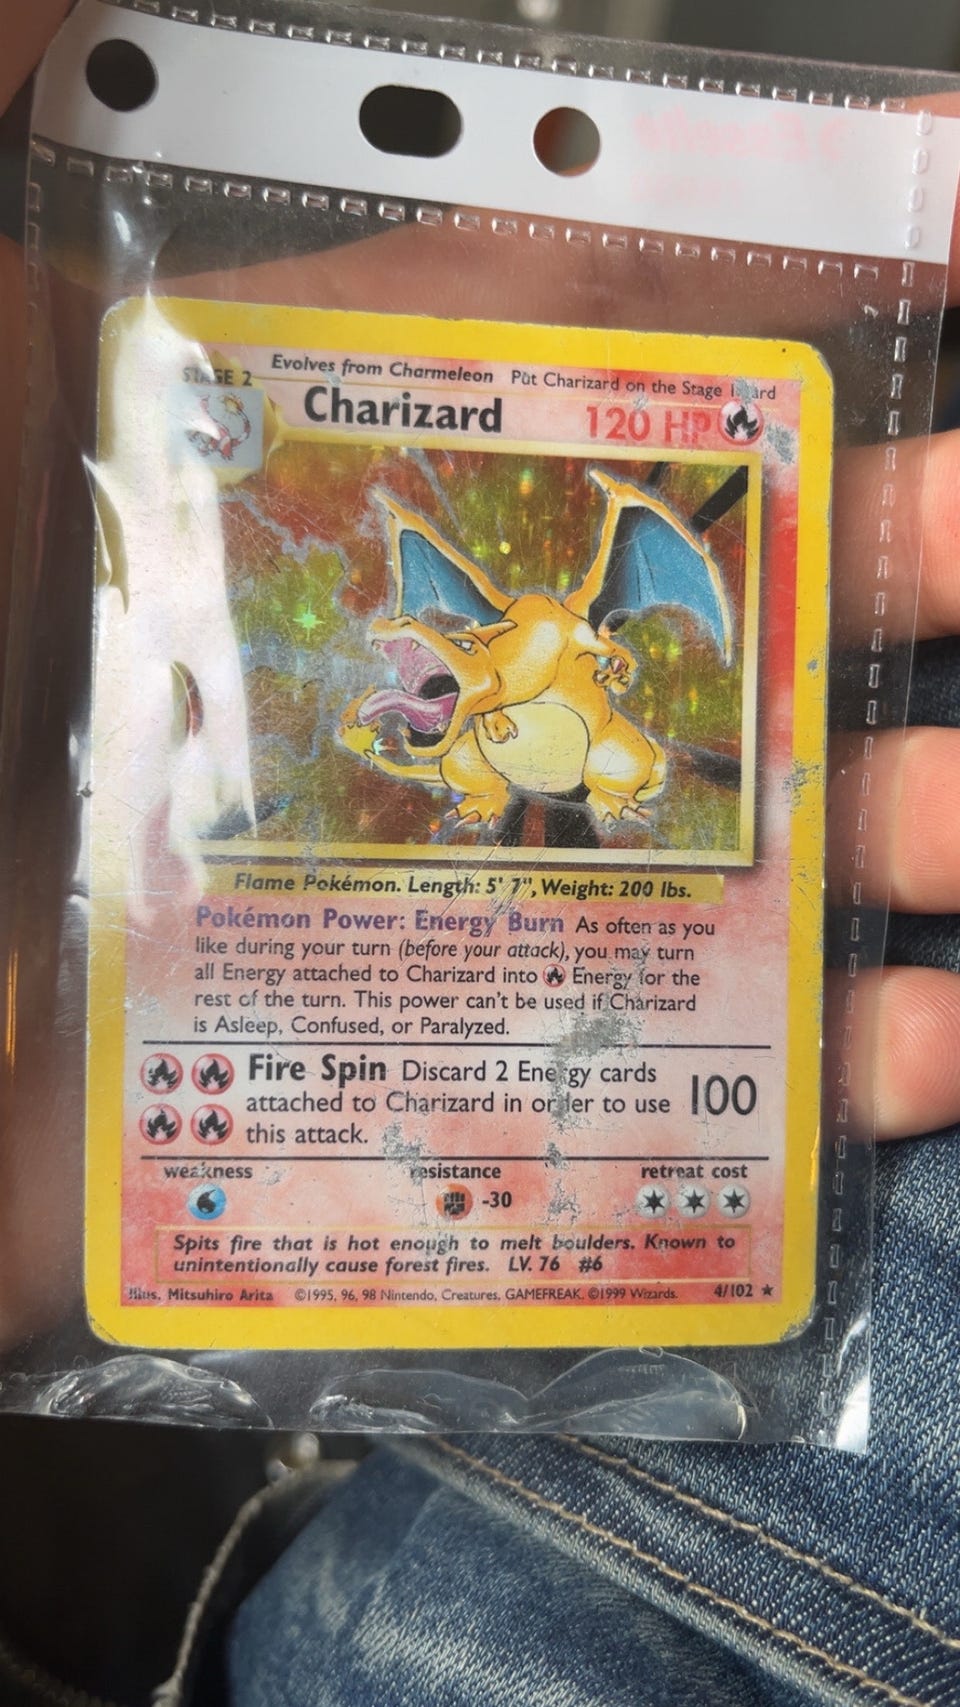 STAGE 2
Evolves from Charmeleon Put Charizard on the Stage 1 card
Charizard
120 HP
Flame Pokémon. Length: 5' 7", Weight: 200 lbs.
Pokémon Power: Energy Burn As often as you
like during your turn (before your attack), you may turn
all Energy attached to Charizard into Energy for the
rest of the turn. This power can't be used if Charizard
is Asleep, Confused, or Paralyzed.
Fire Spin Discard 2 Energy cards
attached to Charizard in order to use
this attack.
100
weakness resistance retreat cost
-30
Spits fire that is hot enough to melt boulders. Known to
unintentionally cause forest fires. LV. 76 #6
Illus. Mitsuhiro Arita ©1995, 96, 98 Nintendo, Creatures, GAMEFREAK. ©1999 Wizards. 4/102 ★